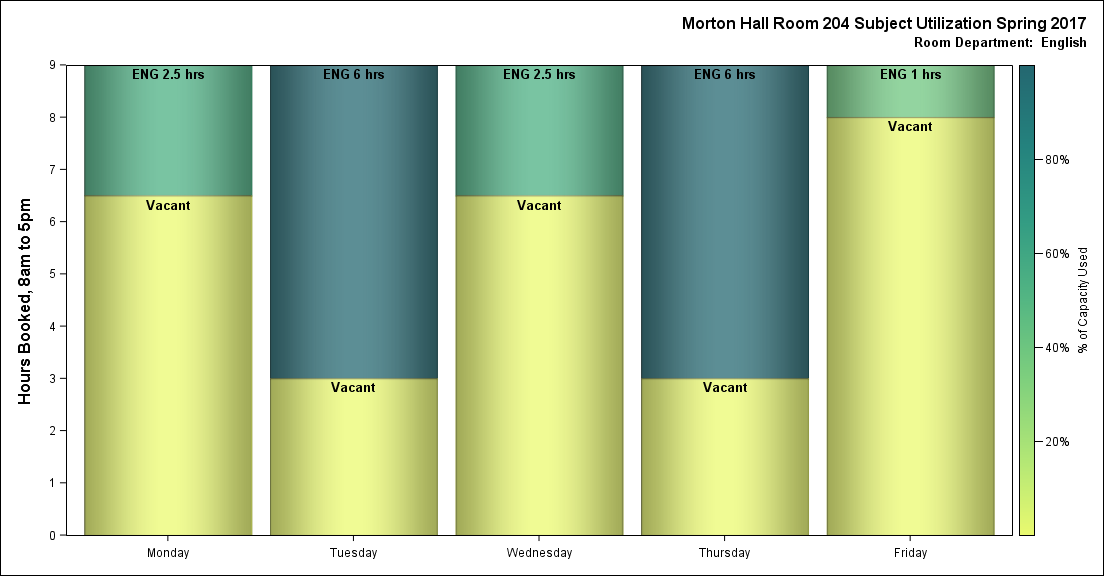 Morton Hall Room 204 Subject Utilization Spring 2017
Room Department:  English
Hours Booked, 8am to 5pm
9
8
7
6
5
4
3
2
1
0
ENG 2.5 hrs
Vacant
ENG 6 hrs
Vacant
ENG 2.5 hrs
Vacant
ENG 6 hrs
Vacant
ENG 1 hrs
Vacant
Monday
Tuesday
Wednesday
Thursday
Friday
80%
60%
40%
20%
% of Capacity Used